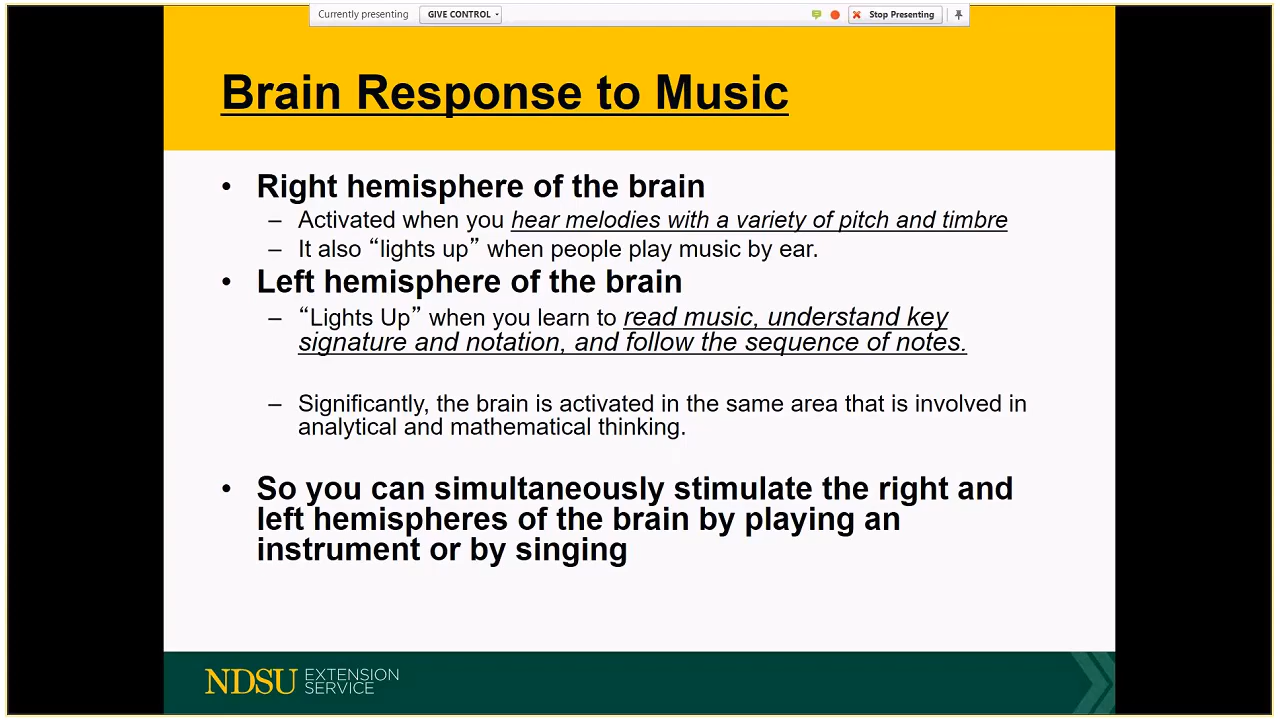 Currently presenting GIVE CONTROL Stop Presenting
Brain Response to Music
• Right hemisphere of the brain
– Activated when you hear melodies with a variety of pitch and timbre
– It also “lights up” when people play music by ear.
• Left hemisphere of the brain
– “Lights Up” when you learn to read music, understand key
signature and notation, and follow the sequence of notes.
– Significantly, the brain is activated in the same area that is involved in
analytical and mathematical thinking.
• So you can simultaneously stimulate the right and
left hemispheres of the brain by playing an
instrument or by singing
NDSU EXTENSION
SERVICE